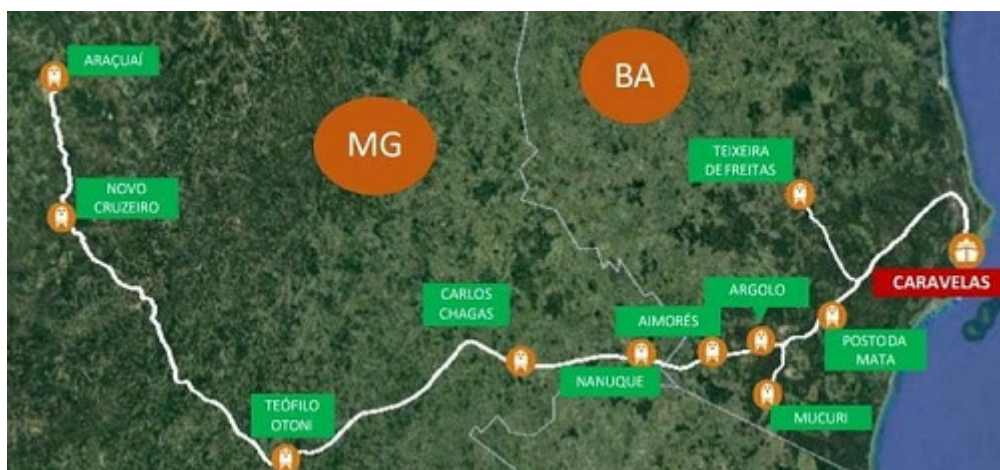 ARAÇUAÍ
MG
BA
TEIXEIRA
DE FREITAS
NOVO
CRUZEIRO
CARAVELAS
CARLOS
CHAGAS
ARGOLO
AIMORÉS
POSTO DA
MATA
NANUQUE
TEÓFILO
OTONI
MUCURI